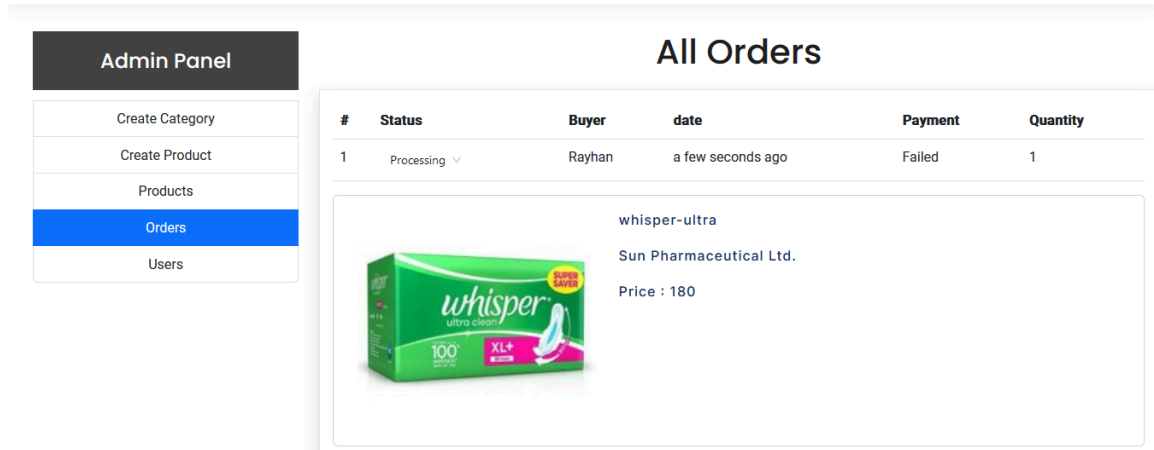 Admin Panel
Create Category
Create Product
Products
Orders
Users
All Orders
# Status Buyer date Payment Quantity
1 Processing Rayhan a few seconds ago Failed 1
whisper-ultra
Sun Pharmaceutical Ltd.
Price : 180
SUPER
SAVER
whisper
ultra clean
100
XL+
whisper